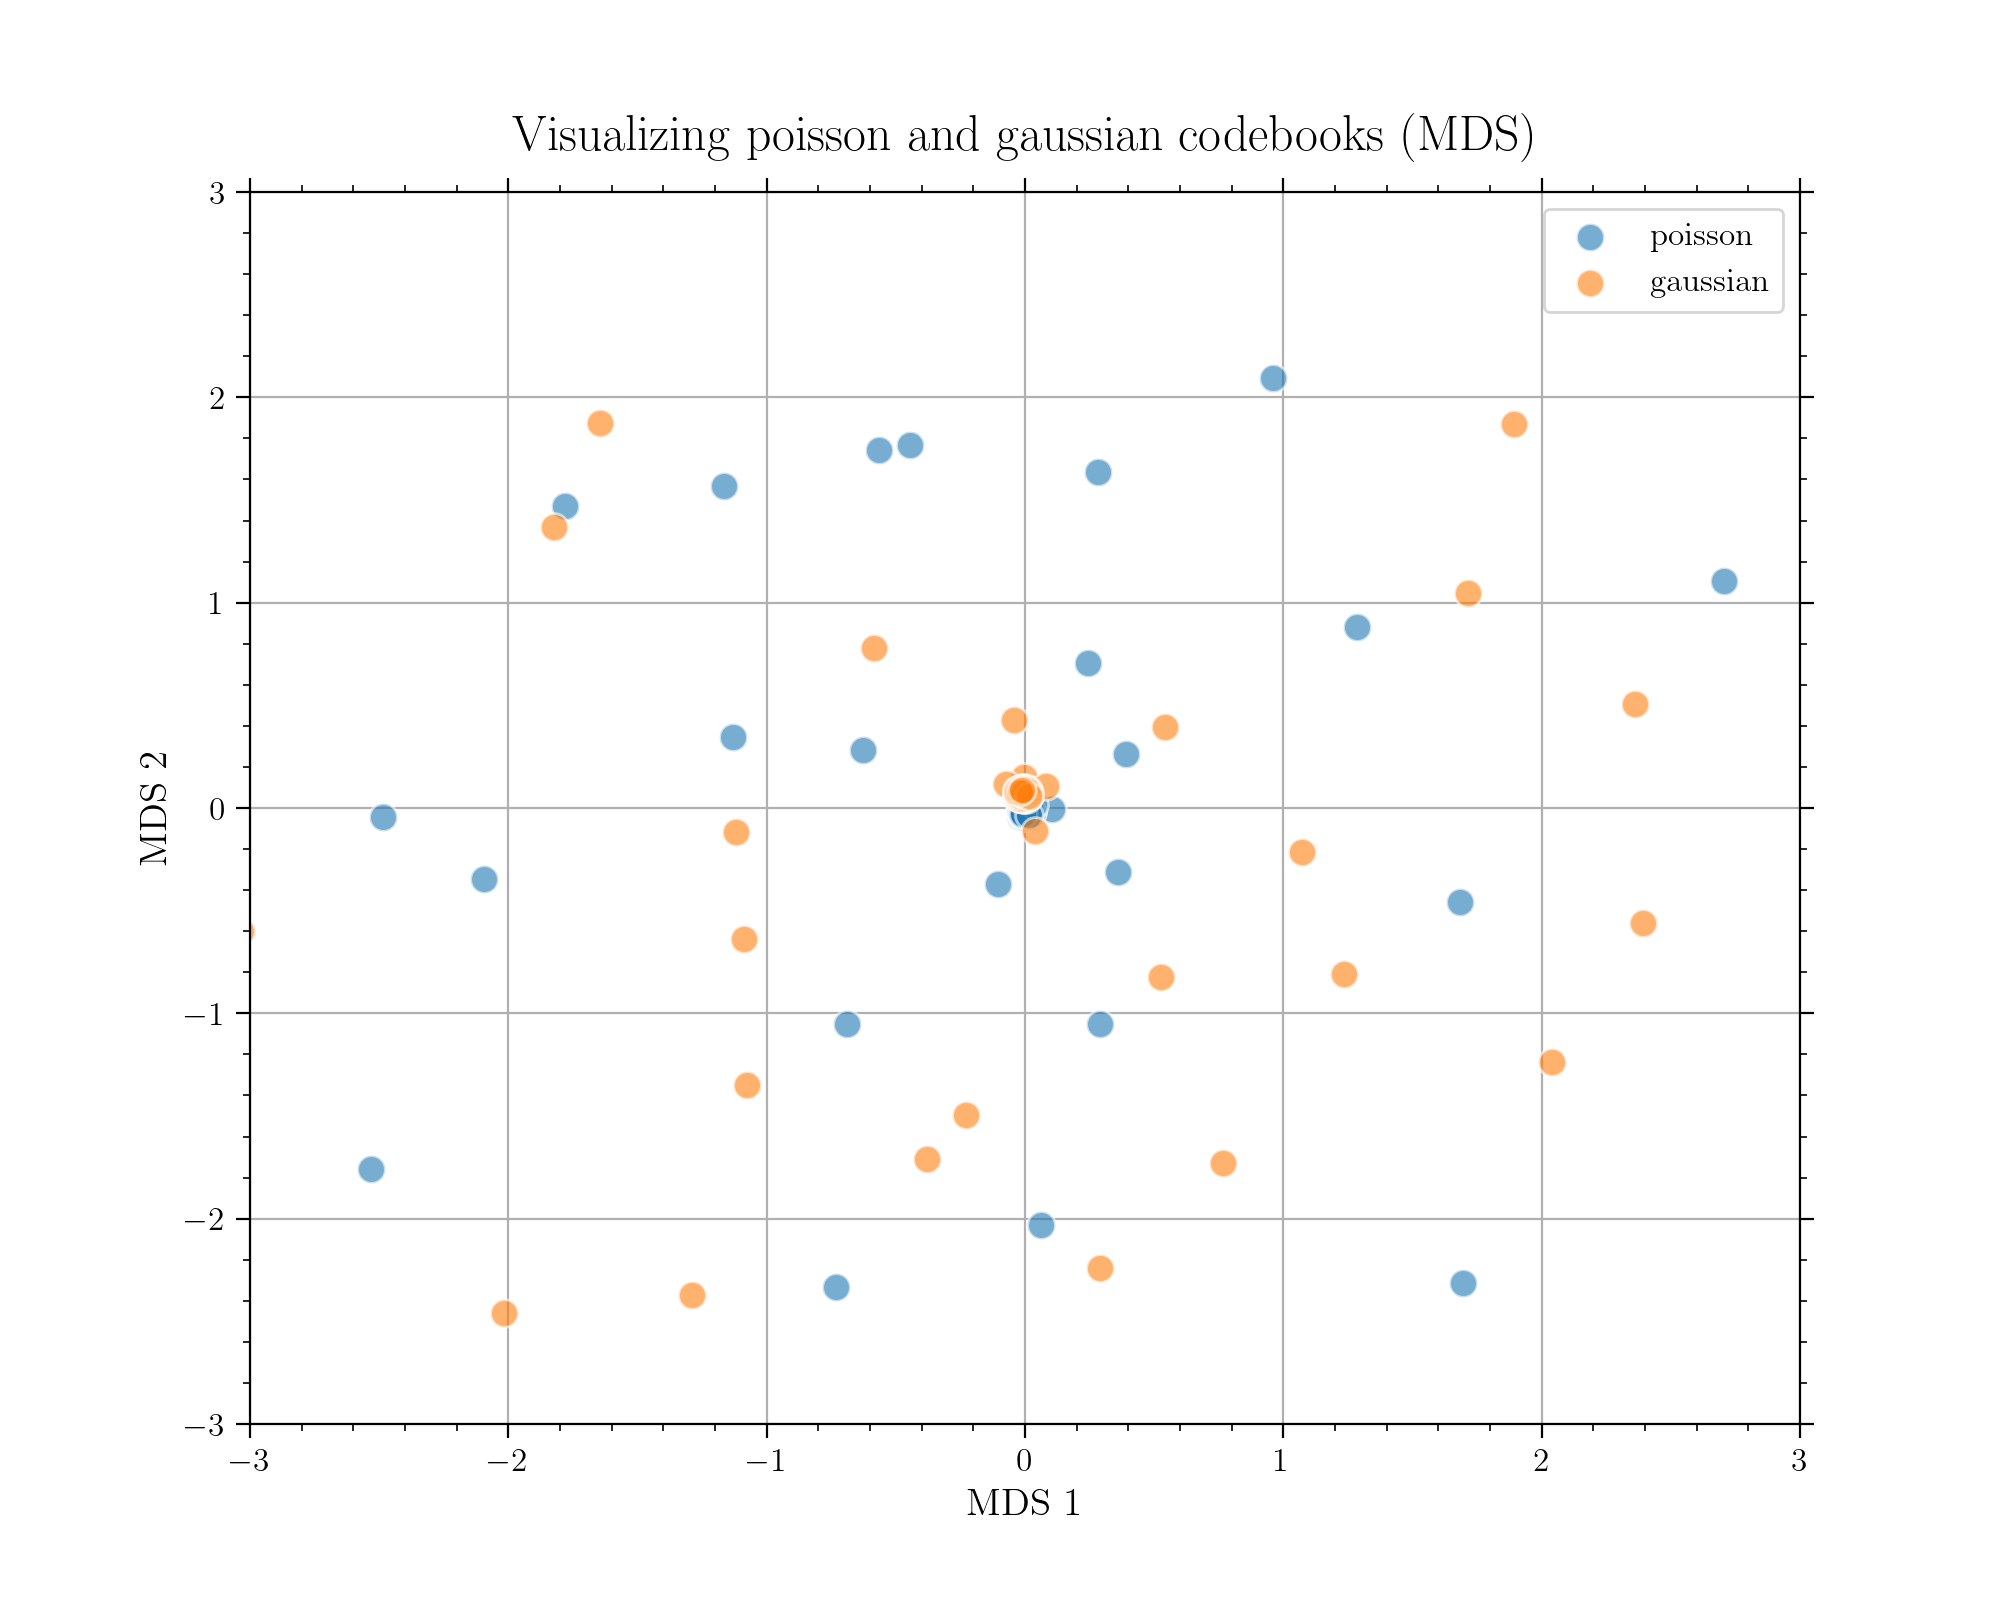 Visualizing poisson and gaussian codebooks (MDS)
3
2
1
0
−1
−2
−3
MDS 2
poisson
gaussian
−3
−2
−1
0
1
2
3
MDS 1